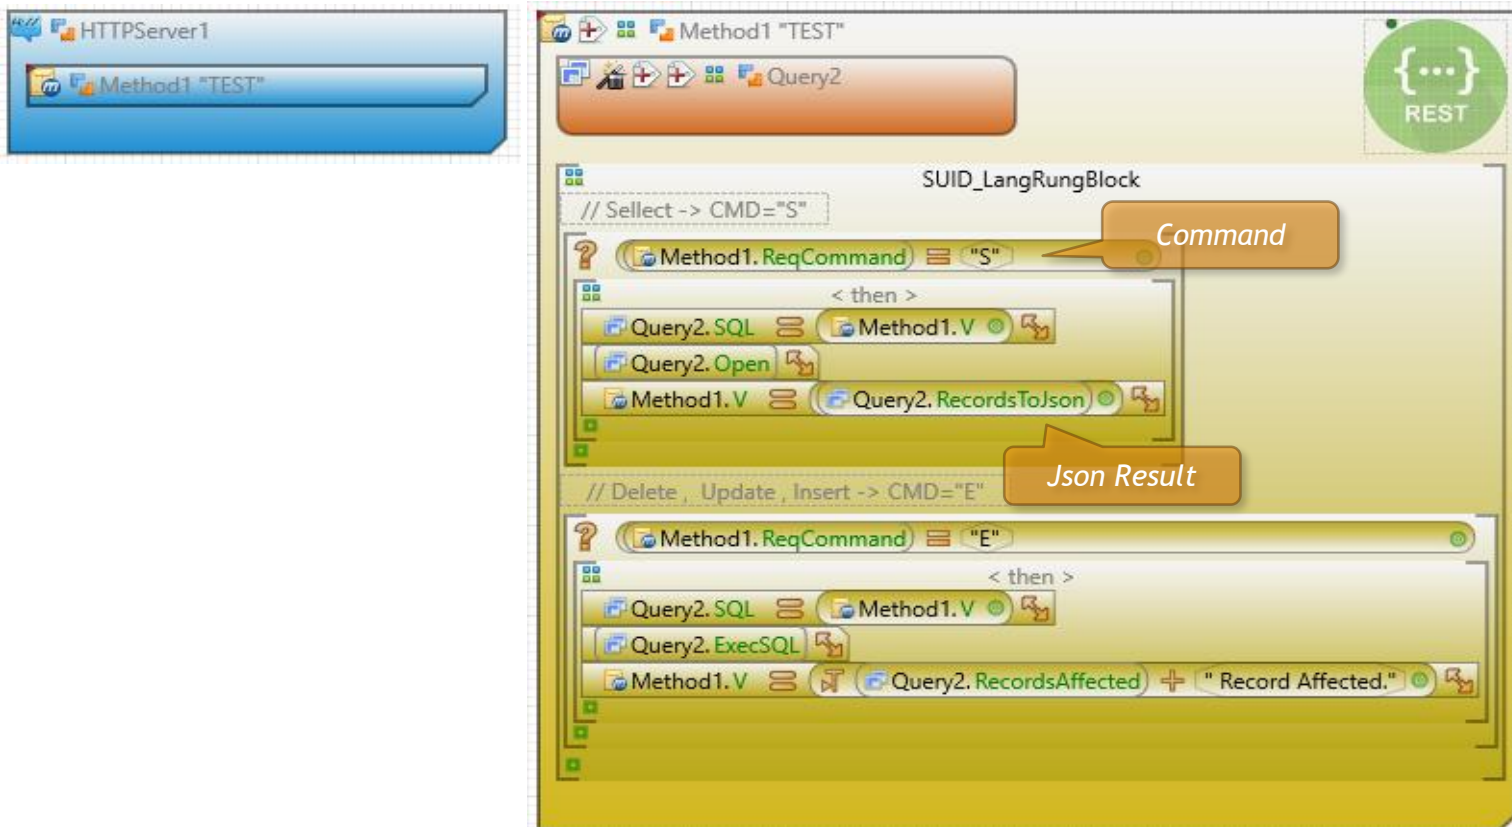 HTTPServer1
Method1 "TEST"
Method1 "TEST"
Query2
{...}
REST
SUID_LangRungBlock
// Sellect -> CMD="S"
Command
Method1.ReqCommand = "S"
< then >
Query2.SQL = Method1.V
Query2.Open
Method1.V = Query2.RecordsToJson
Json Result
// Delete , Update , Insert -> CMD="E"
Method1.ReqCommand = "E"
< then >
Query2.SQL = Method1.V
Query2.ExecSQL
Method1.V = Query2.RecordsAffected + " Record Affected."